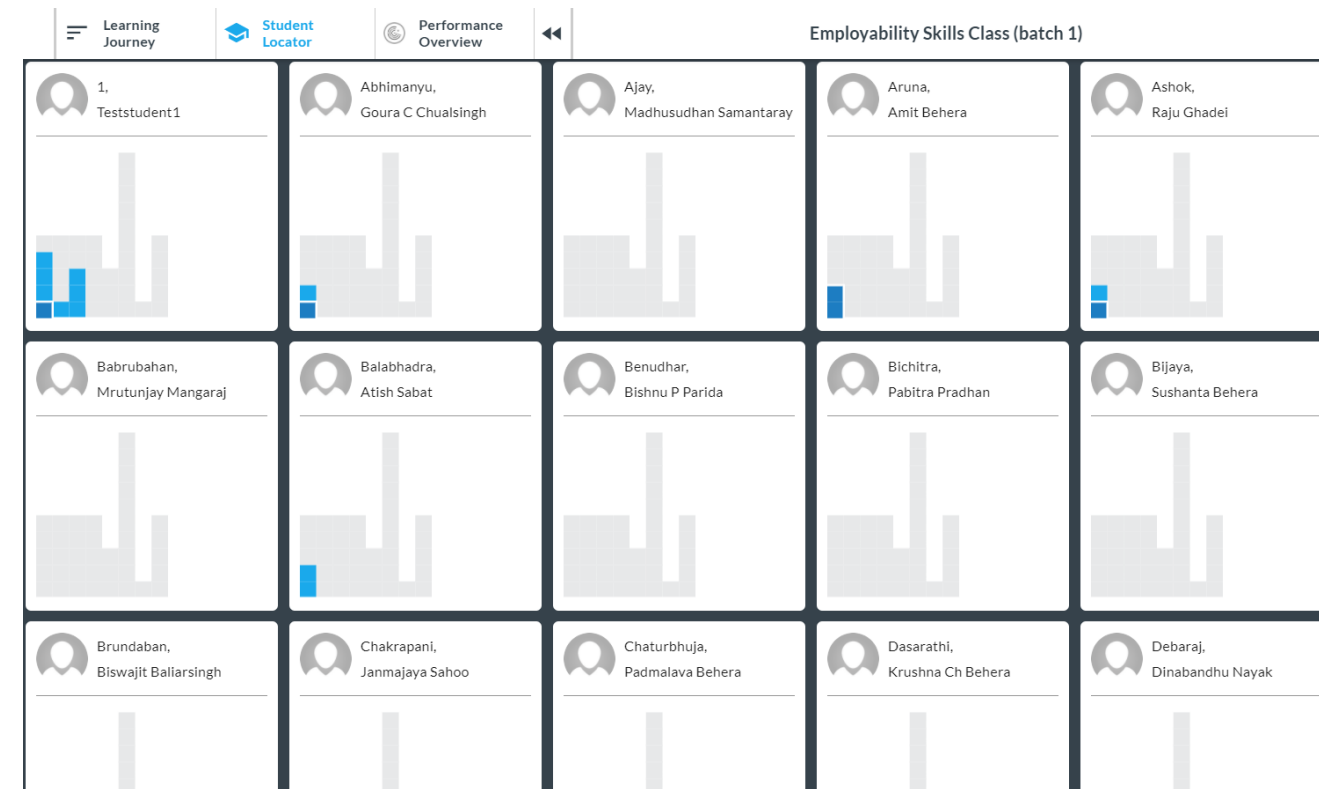 Learning
Journey
Student
Locator
Performance
Overview
Employability Skills Class (batch 1)
1,
Teststudent1
Abhimanyu,
Goura C Chualsingh
Ajay,
Madhusudhan Samantaray
Aruna,
Amit Behera
Ashok,
Raju Ghadei
Babrubahan,
Mrutunjay Mangaraj
Balabhadra,
Atish Sabat
Benudhar,
Bishnu P Parida
Bichitra,
Pabitra Pradhan
Bijaya,
Sushanta Behera
Brundaban,
Biswajit Baliarsingh
Chakrapani,
Janmajaya Sahoo
Chaturbhuja,
Padmalava Behera
Dasarathi,
Krushna Ch Behera
Debaraj,
Dinabandhu Nayak